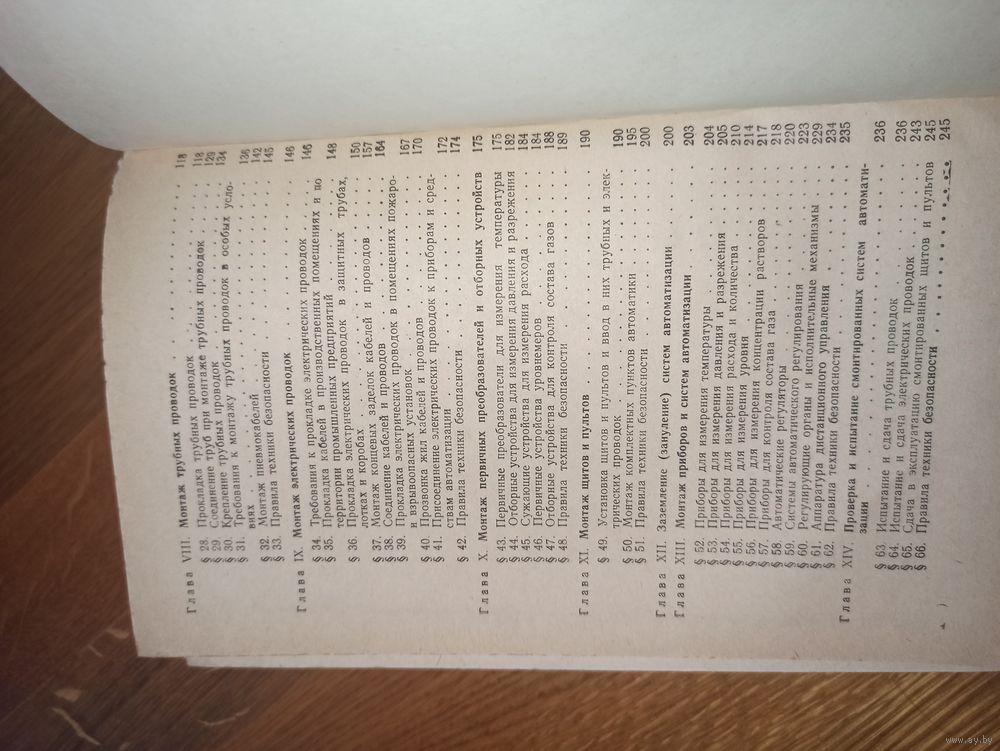 Глава VIII. Монтаж трубных проводок . . . . . . . . 118
§ 28. Прокладка трубных проводок . . . . . . . . 118
§ 29. Соединение труб при монтаже трубных проводок . . . 129
§ 30. Крепление трубных проводок . . . . . . . . 134
§ 31. Требования к монтажу трубных проводок в особых усло-
виях . . . . . . . . 136
§ 32. Монтаж пневмокабелей . . . . . . . . 142
§ 33. Правила техники безопасности . . . . . . . . 145
Глава IX. Монтаж электрических проводок . . . . . . . . 146
§ 34. Требования к прокладке электрических проводок . . . 146
§ 35. Прокладка кабелей в производственных помещениях и по
территории промышленных предприятий . . . . . 148
§ 36. Прокладка электрических проводок в защитных трубах,
лотках и коробах . . . . . . . . 150
§ 37. Монтаж концевых заделок кабелей и проводов . . . 157
§ 38. Соединение кабелей и проводов . . . . . . . . 164
§ 39. Прокладка электрических проводок в помещениях пожаро-
и взрывоопасных установок . . . . . . . . 167
§ 40. Прозвонка жил кабелей и проводов . . . . . . 170
§ 41. Присоединение электрических проводок к приборам и сред-
ствам автоматизации . . . . . . . . 172
§ 42. Правила техники безопасности . . . . . . . . 174
Глава X. Монтаж первичных преобразователей и отборных устройств 175
§ 43. Первичные преобразователи для измерения температуры 175
§ 44. Отборные устройства для измерения давления и разрежения 182
§ 45. Сужающие устройства для измерения расхода . . . 184
§ 46. Первичные устройства уровнемеров . . . . . . 184
§ 47. Отборные устройства для контроля состава газов . . 188
§ 48. Правила техники безопасности . . . . . . . . 189
Глава XI. Монтаж щитов и пультов . . . . . . . . 190
§ 49. Установка щитов и пультов и ввод в них трубных и элек-
трических проводок . . . . . . . . 190
§ 50. Монтаж комплектных пунктов автоматики . . . . 195
§ 51. Правила техники безопасности . . . . . . . . 200
Глава XII. Заземление (зануление) систем автоматизации . . . 200
Глава XIII. Монтаж приборов и систем автоматизации . . . . 203
§ 52. Приборы для измерения температуры . . . . . 204
§ 53. Приборы для измерения давления и разрежения . . . 205
§ 54. Приборы для измерения расхода и количества . . . 210
§ 55. Приборы для измерения уровня . . . . . . . 214
§ 56. Приборы для измерения концентрации растворов . . 217
§ 57. Приборы для контроля состава газа . . . . . . 218
§ 58. Автоматические регуляторы . . . . . . . . 220
§ 59. Системы автоматического регулирования . . . . 223
§ 60. Регулирующие органы и исполнительные механизмы . 229
§ 61. Аппаратура дистанционного управления . . . . 234
§ 62. Правила техники безопасности . . . . . . . . 235
Глава XIV. Проверка и испытание смонтированных систем автомати-
зации . . . . . . . . 236
§ 63. Испытание и сдача трубных проводок . . . . . 236
§ 64. Испытание и сдача электрических проводок . . . . 243
§ 65. Сдача в эксплуатацию смонтированных щитов и пультов 245
§ 66. Правила техники безопасности . . . . . . . . 245
www.ay.by